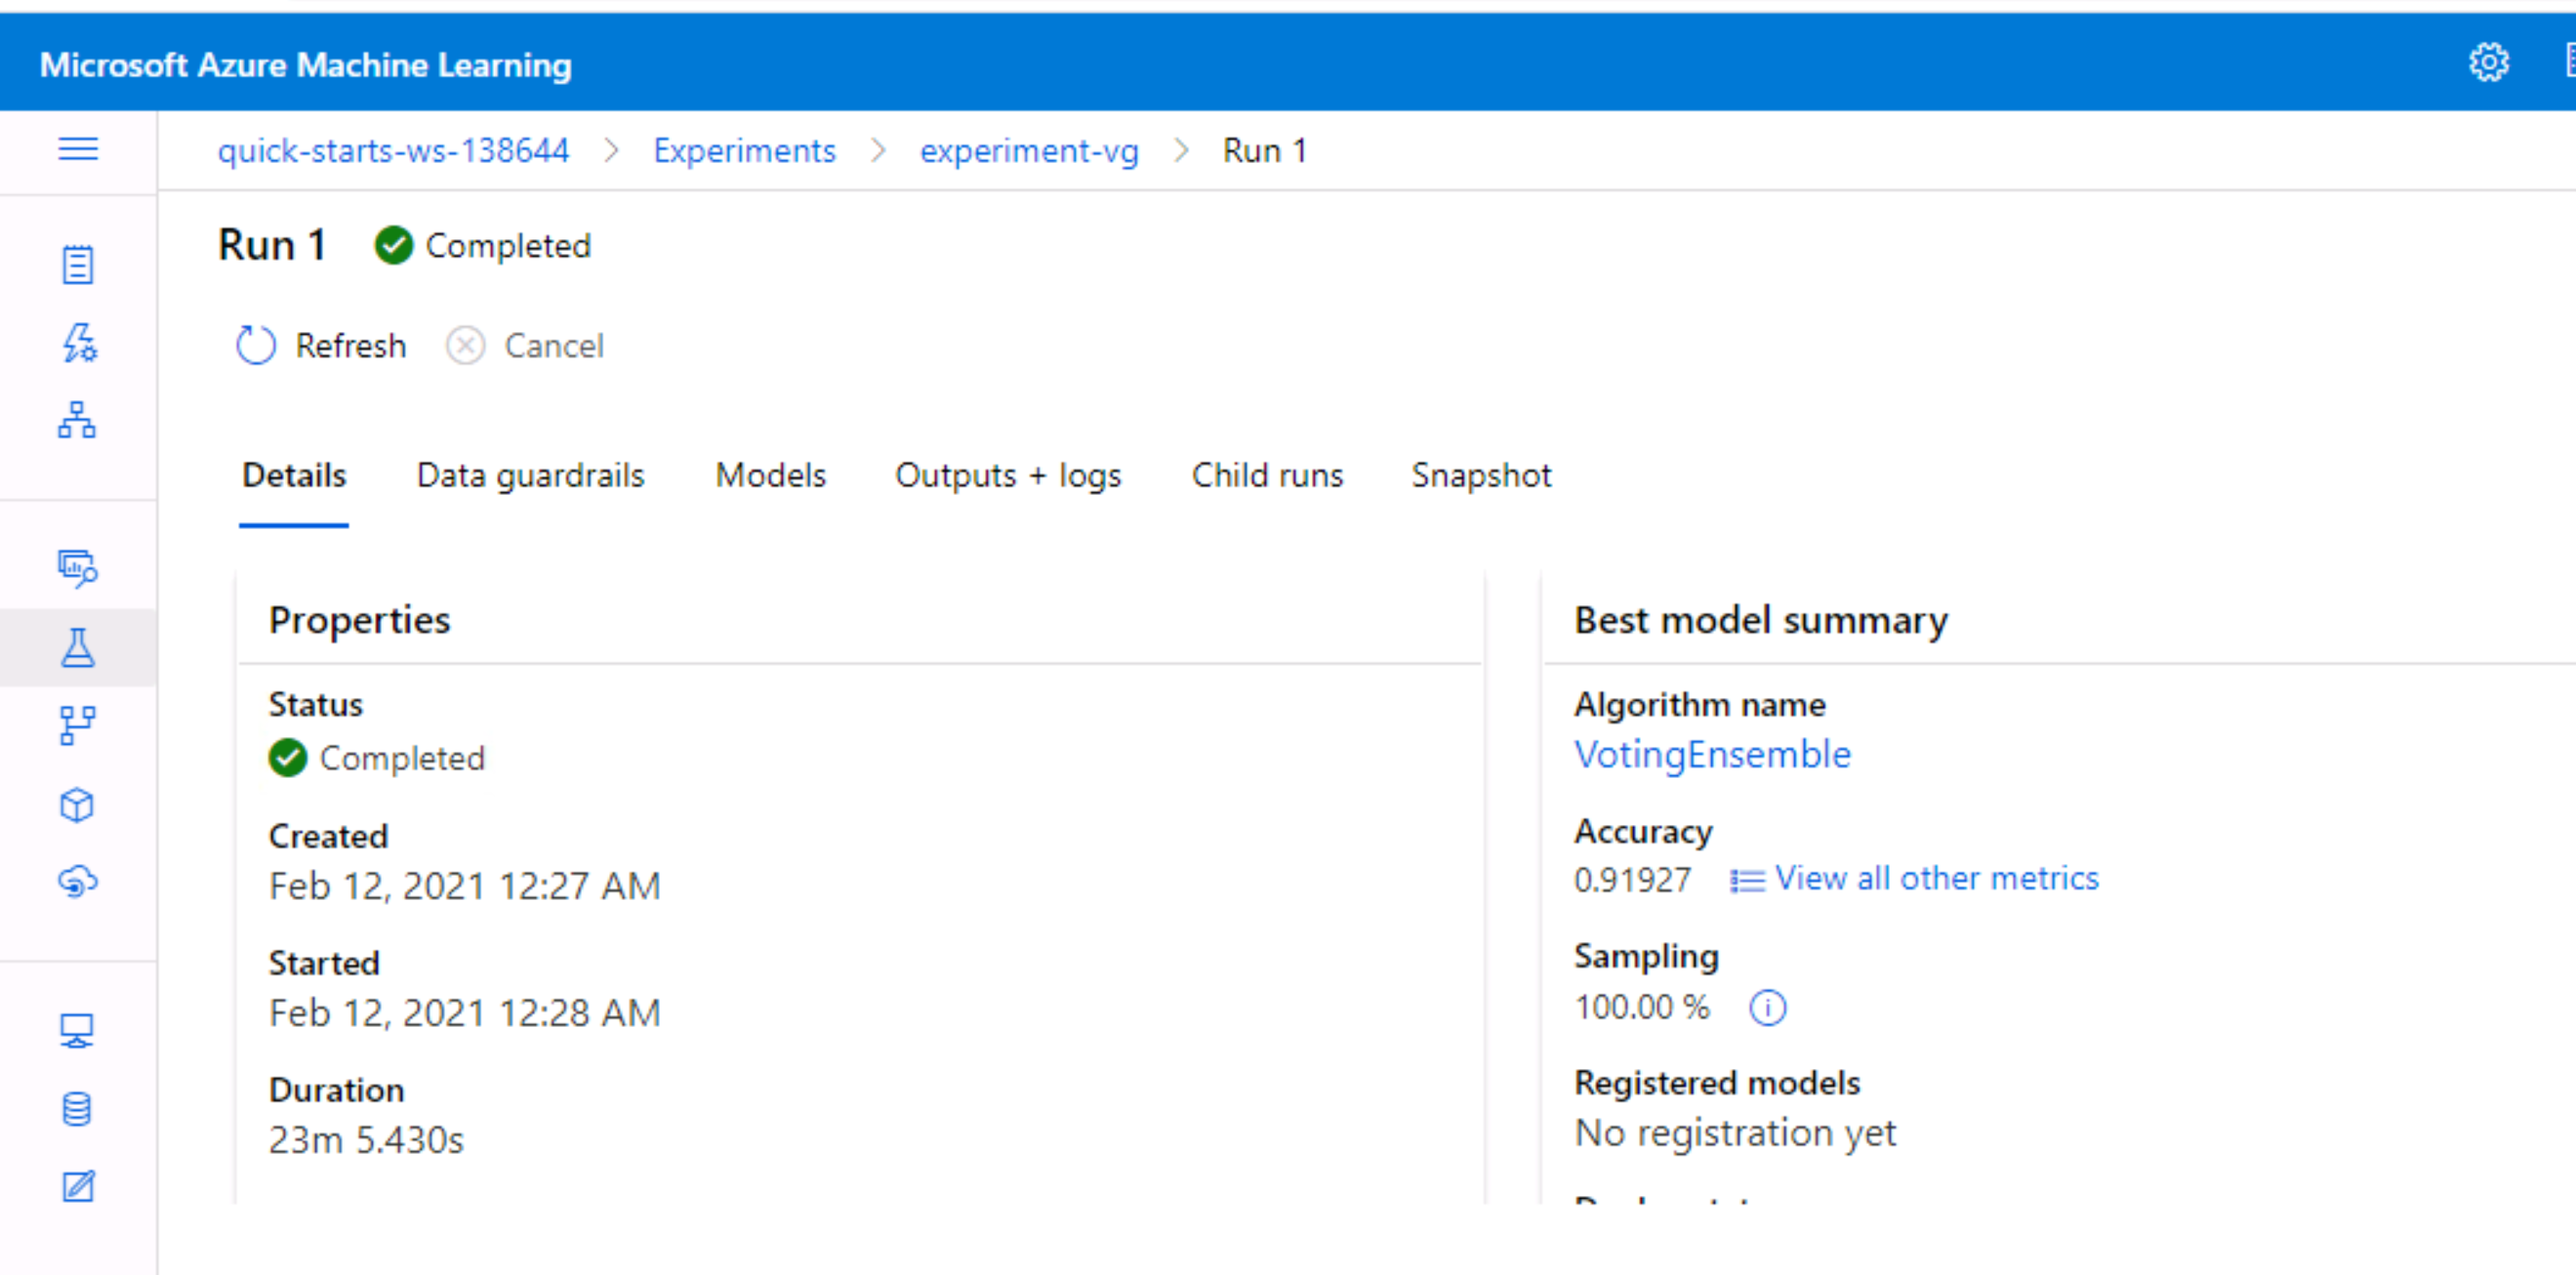 Microsoft Azure Machine Learning
quick-starts-ws-138644 > Experiments > experiment-vg > Run 1
Run 1 Completed
Refresh Cancel
Details Data guardrails Models Outputs + logs Child runs Snapshot
Properties
Status
Completed
Created
Feb 12, 2021 12:27 AM
Started
Feb 12, 2021 12:28 AM
Duration
23m 5.430s
Best model summary
Algorithm name
VotingEnsemble
Accuracy
0.91927 View all other metrics
Sampling
100.00 %
Registered models
No registration yet